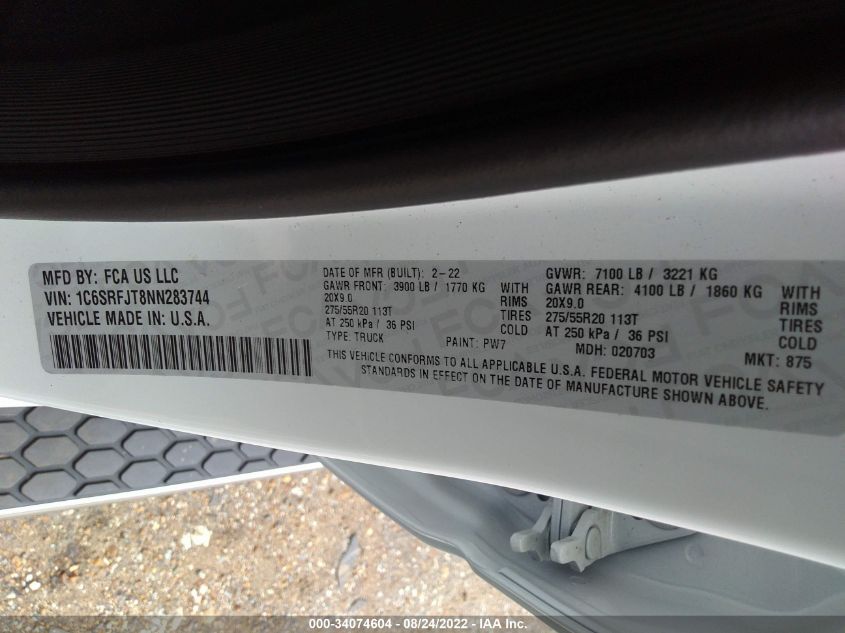 MFD BY: FCA US LLC
VIN: 1C6SRFJT8NN283744
VEHICLE MADE IN: U.S.A.
DATE OF MFR (BUILT): 2-22
GAWR FRONT: 3900 LB / 1770 KG WITH
20X9.0 RIMS
275/55R20 113T TIRES
AT 250 kPa / 36 PSI COLD
TYPE: TRUCK PAINT: PW7
GVWR: 7100 LB / 3221 KG
GAWR REAR: 4100 LB / 1860 KG WITH
20X9.0 RIMS
275/55R20 113T TIRES
AT 250 kPa / 36 PSI COLD
MDH: 020703 MKT: 875
THIS VEHICLE CONFORMS TO ALL APPLICABLE U.S.A. FEDERAL MOTOR VEHICLE SAFETY
STANDARDS IN EFFECT ON THE DATE OF MANUFACTURE SHOWN ABOVE.
000-34074604 - 08/24/2022 - IAA Inc.